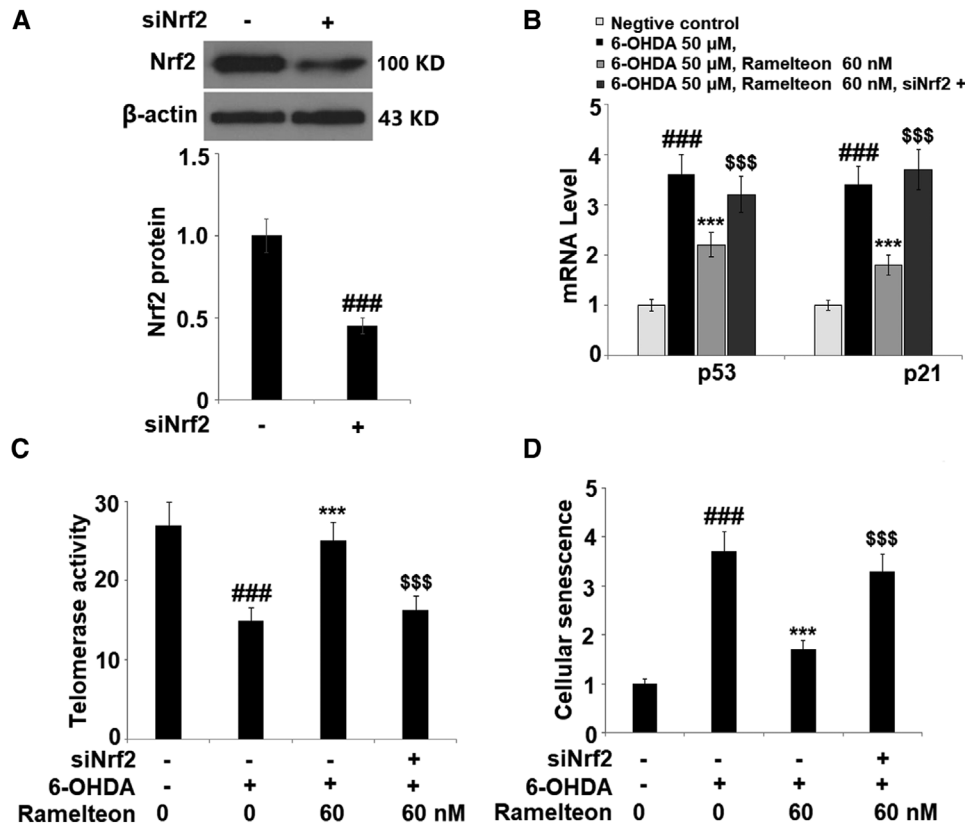 A
siNrf2 - +
Nrf2 100 KD
β-actin 43 KD
1.5
1.0
0.5
0
Nrf2 protein
###
siNrf2 - +
B
Negtive control
6-OHDA 50 μM,
6-OHDA 50 μM, Ramelteon 60 nM
6-OHDA 50 μM, Ramelteon 60 nM, siNrf2 +
5
4
3
2
1
0
mRNA Level
### *** $$$
### *** $$$
p53 p21
C
30
20
10
0
Telomerase activity
### *** $$$
siNrf2 - - - +
6-OHDA - + + +
Ramelteon 0 0 60 60 nM
D
5
4
3
2
1
0
Cellular senescence
### *** $$$
siNrf2 - - - +
6-OHDA - + + +
Ramelteon 0 0 60 60 nM